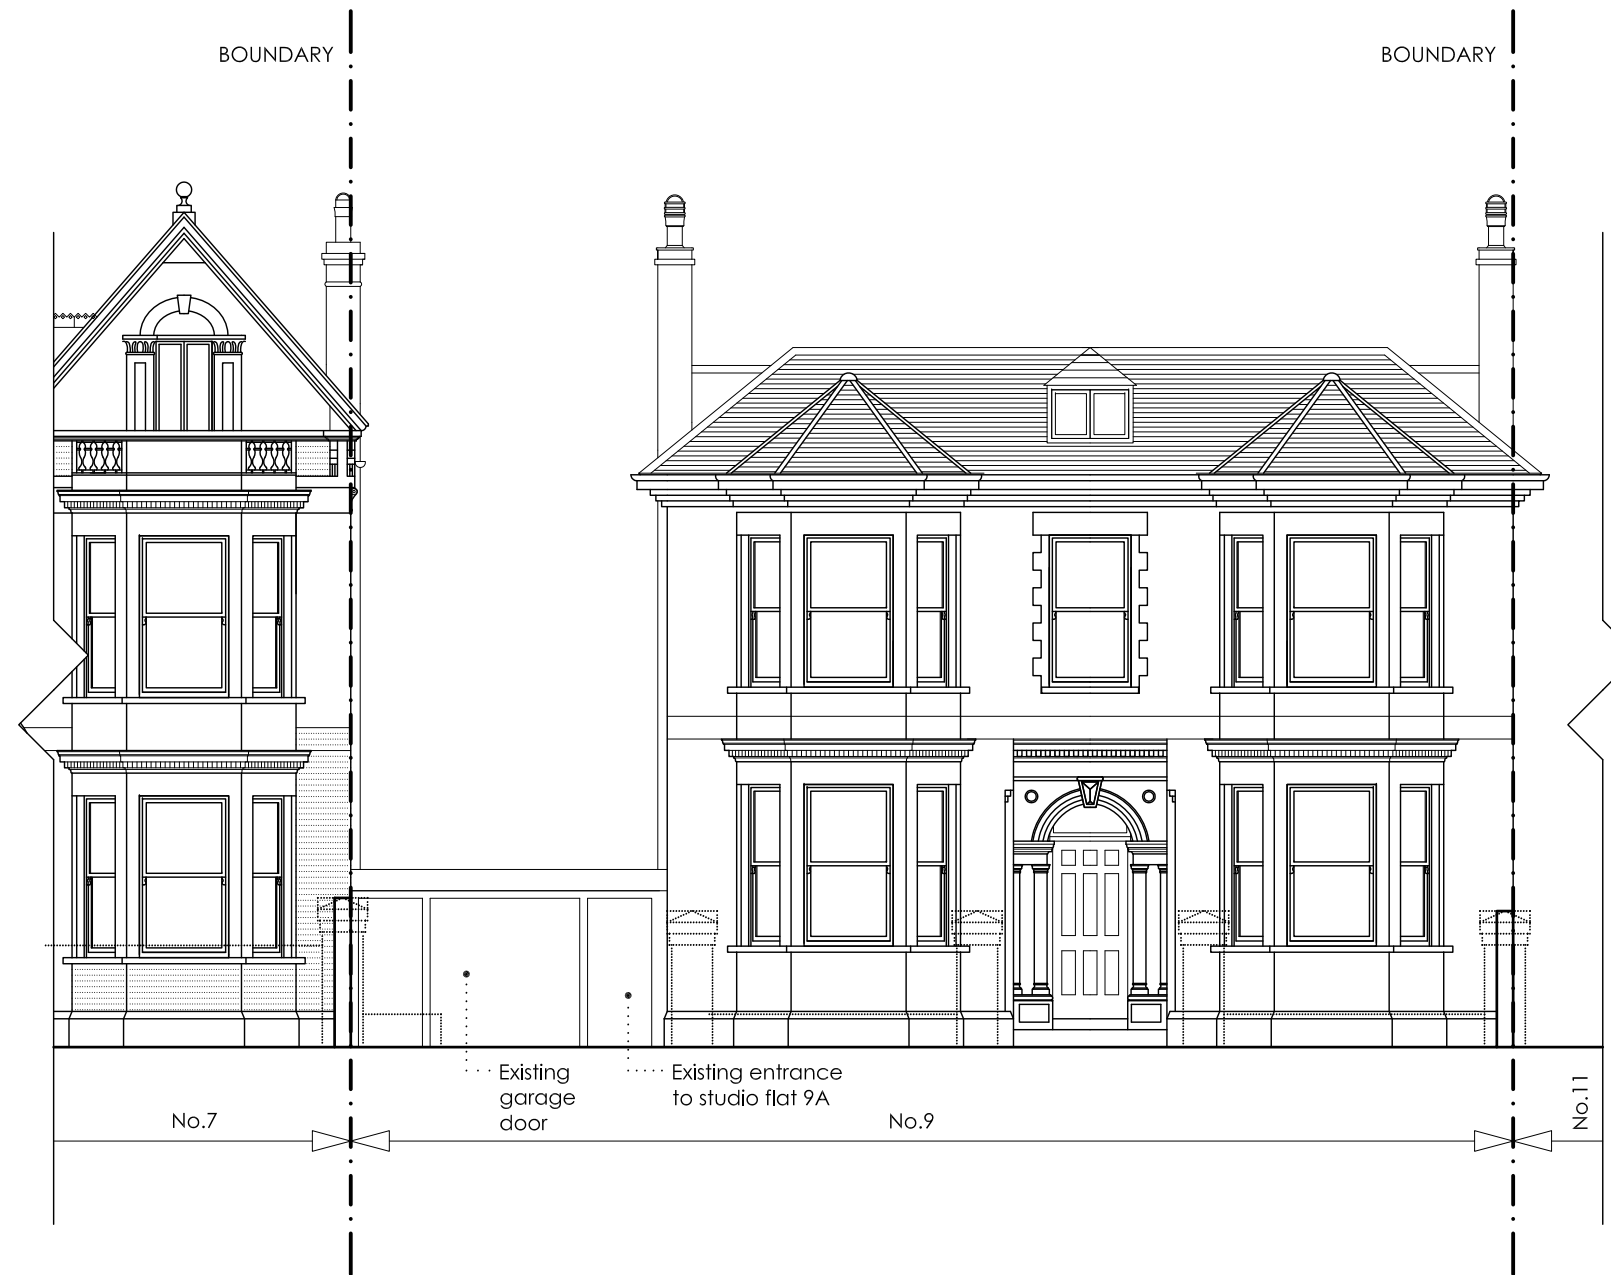 BOUNDARY
BOUNDARY
Existing
garage
door
Existing entrance
to studio flat 9A
No.7
No.9
No.11